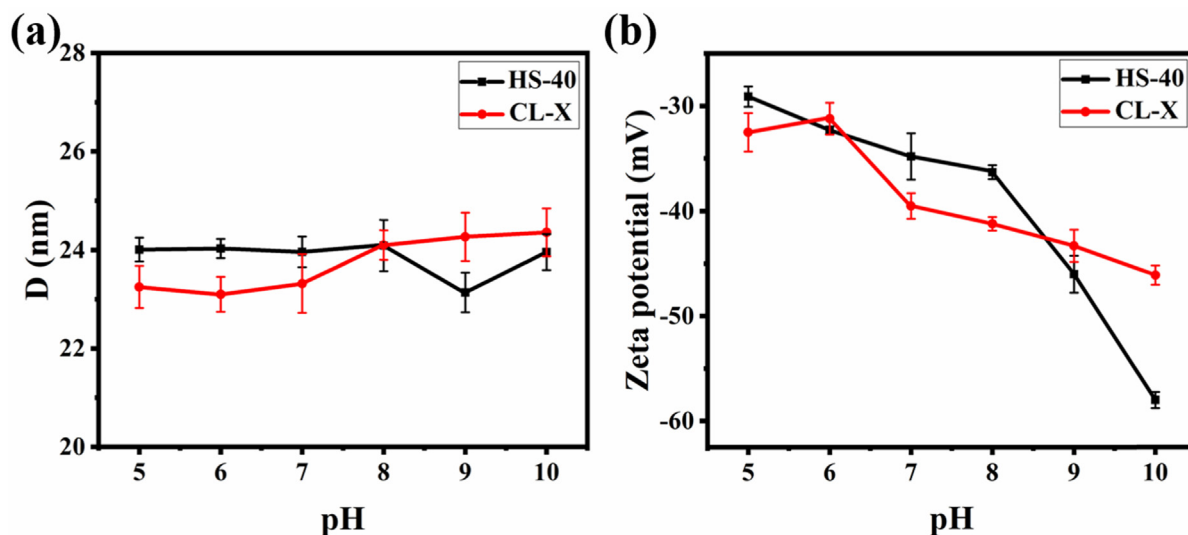 (a)
28
26
24
22
20
D (nm)
HS-40
CL-X
5 6 7 8 9 10
pH
(b)
-30
-40
-50
-60
Zeta potential (mV)
HS-40
CL-X
5 6 7 8 9 10
pH